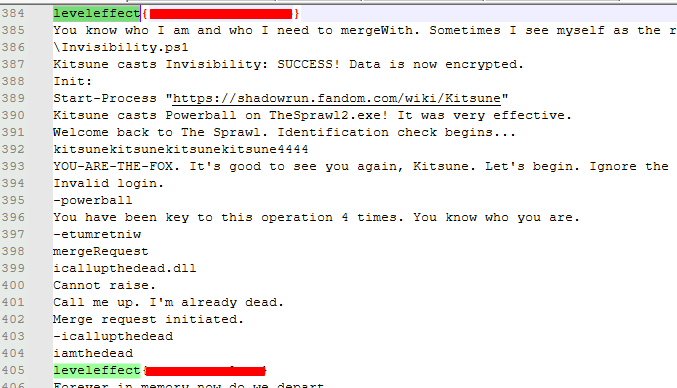 384 leveleffect{ }
385 You know who I am and who I need to mergeWith. Sometimes I see myself as the r
386 \Invisibility.ps1
387 Kitsune casts Invisibility: SUCCESS! Data is now encrypted.
388 Init:
389 Start-Process "https://shadowrun.fandom.com/wiki/Kitsune"
390 Kitsune casts Powerball on TheSprawl2.exe! It was very effective.
391 Welcome back to The Sprawl. Identification check begins...
392 kitsunekitsunekitsunekitsune4444
393 YOU-ARE-THE-FOX. It's good to see you again, Kitsune. Let's begin. Ignore the
394 Invalid login.
395 -powerball
396 You have been key to this operation 4 times. You know who you are.
397 -etumretniw
398 mergeRequest
399 icallupthedead.dll
400 Cannot raise.
401 Call me up. I'm already dead.
402 Merge request initiated.
403 -icallupthedead
404 iamthedead
405 leveleffect{ }
406 Forever in memory now do we depart